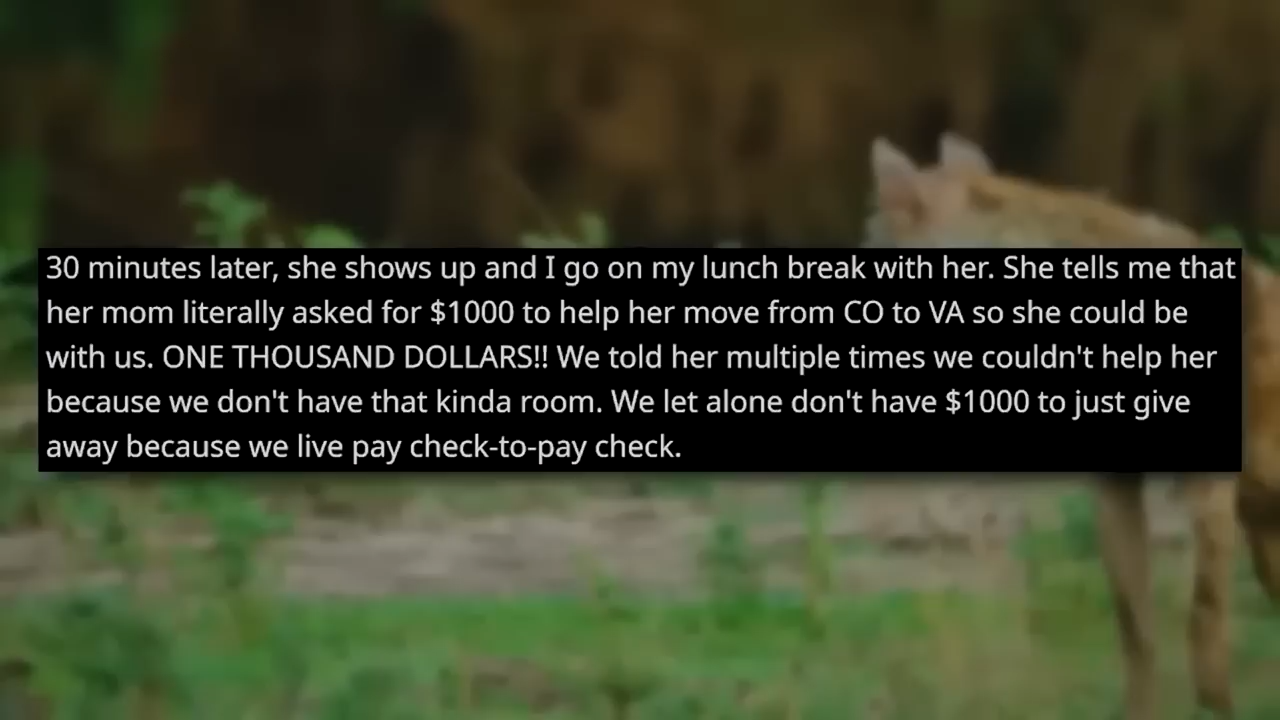 30 minutes later, she shows up and I go on my lunch break with her. She tells me that
her mom literally asked for $1000 to help her move from CO to VA so she could be
with us. ONE THOUSAND DOLLARS!! We told her multiple times we couldn't help her
because we don't have that kinda room. We let alone don't have $1000 to just give
away because we live pay check-to-pay check.